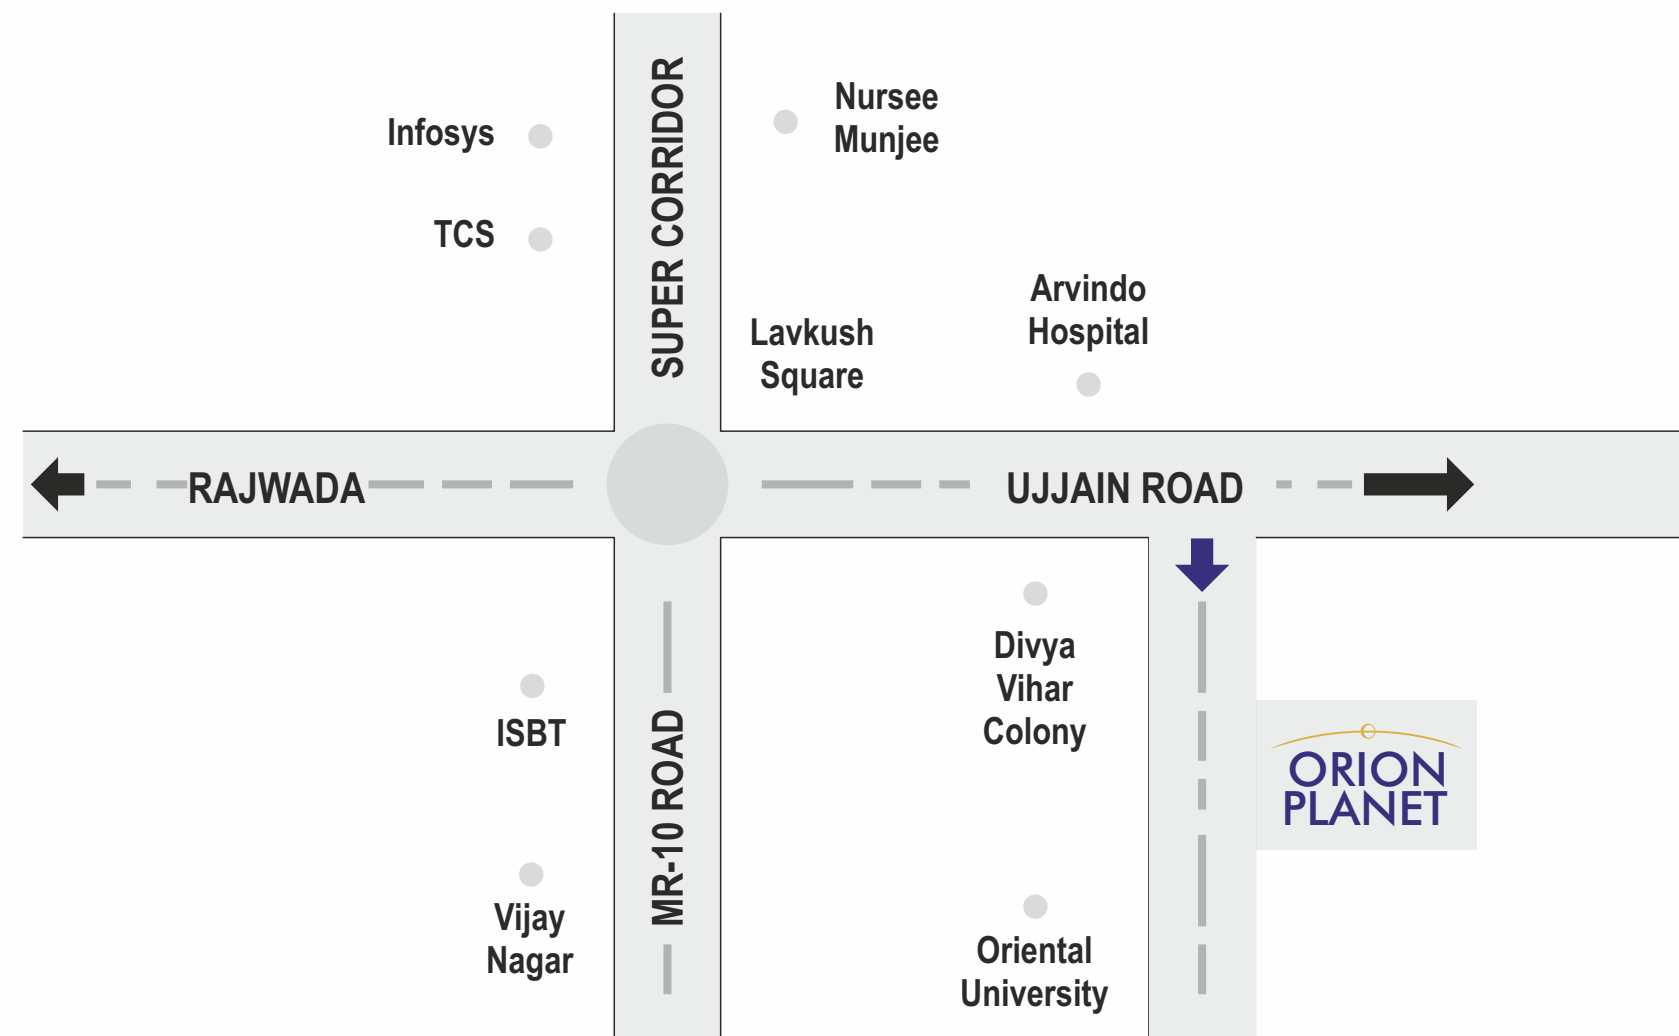 SUPER CORRIDOR
Nursee
Munjee
Infosys
TCS
Arvindo
Hospital
Lavkush
Square
RAJWADA
UJJAIN ROAD
Divya
Vihar
Colony
ISBT
MR-10 ROAD
ORION
PLANET
Vijay
Nagar
Oriental
University